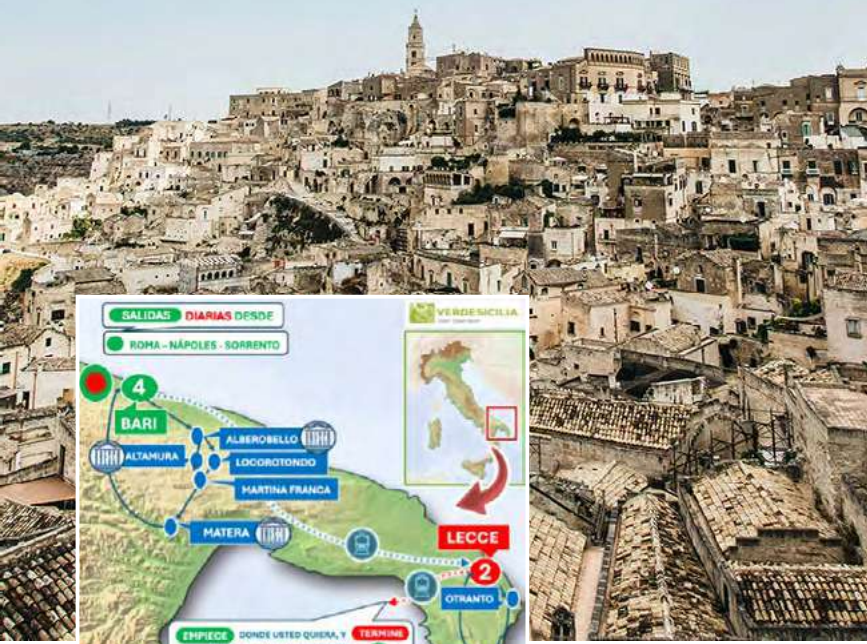 SALIDAS DIARIAS DESDE
ROMA - NÁPOLES - SORRENTO
VERDESICILIA
4
BARI
ALBEROBELLO
ALTAMURA
LOCOROTONDO
MARTINA FRANCA
MATERA
LECCE
2
OTRANTO
EMPIECE DONDE USTED QUIERA, Y TERMINE